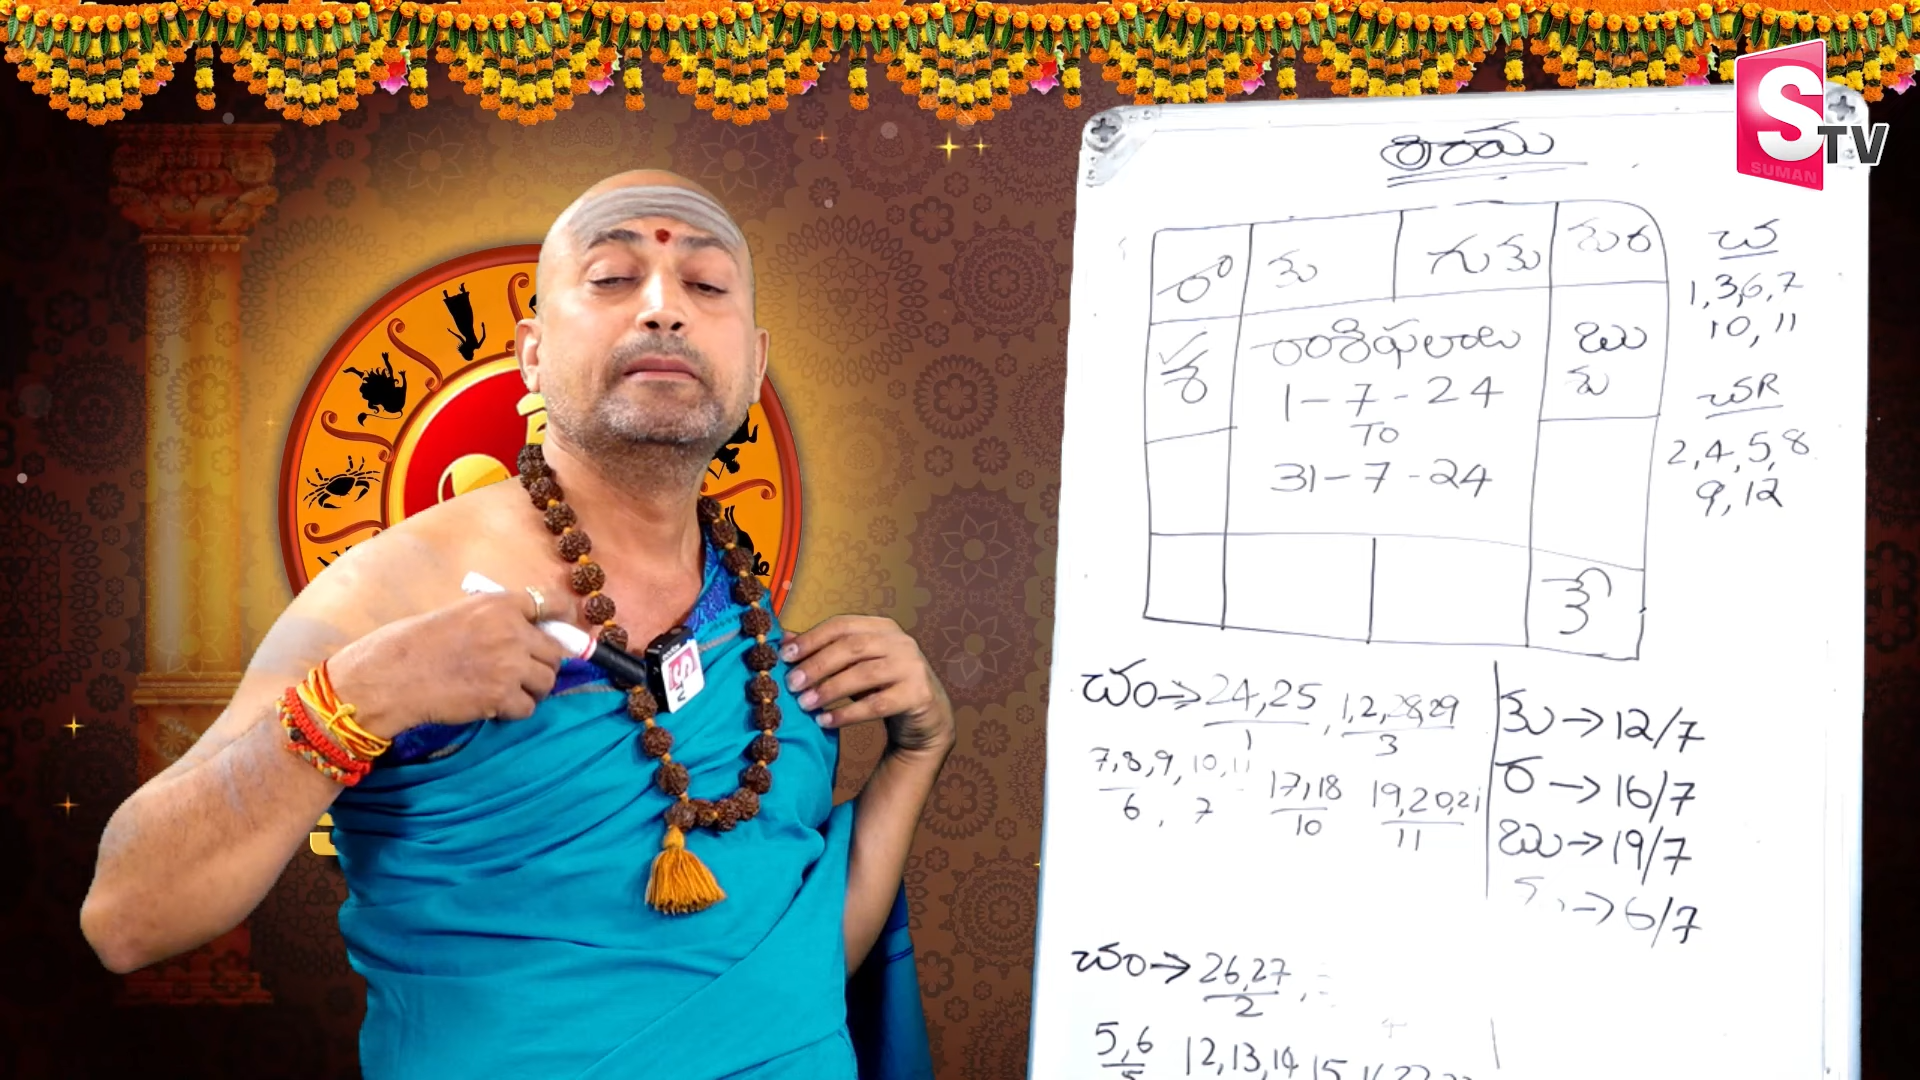 STV
SUMAN
శ్రీరామ
రా
కు
గు కు
శు ర
శ
రాశిఫలాలు
1-7-24
TO
31-7-24
బు
శు
కే
చ
1,3,6,7
10,11
చR
2,4,5,8
9,12
చం→24,25, 1,2,28,29
1 3
7,8,9,10,11 17,18 19,20,21
6, 7 10 11
కు→12/7
ర→16/7
బు→19/7
→6/7
చం→26,27,
2
5,6 12,13,14 15